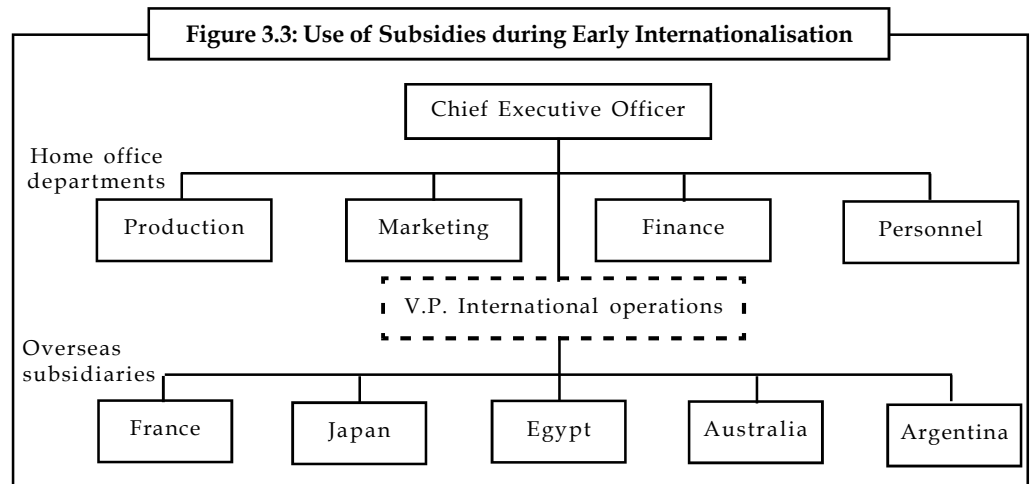 Figure 3.3: Use of Subsidies during Early Internationalisation
Chief Executive Officer
Home office
departments
Production
Marketing
Finance
Personnel
V.P. International operations
Overseas
subsidiaries
France
Japan
Egypt
Australia
Argentina